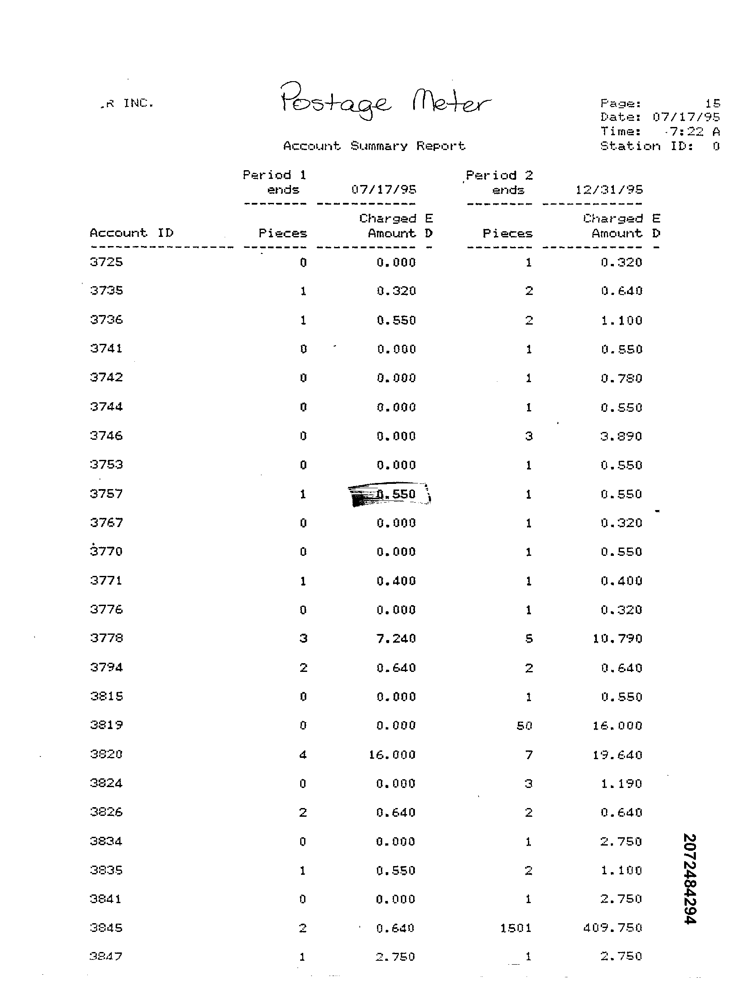 .R INC.
Postage Meter
Page: 15
Date: 07/17/95
Time: 7:22 A
Station ID: 0
Account Summary Report
Period 1 Period 2
ends 07/17/95 ends 12/31/95
Charged E Charged E
Account ID Pieces Amount D Pieces Amount D
3725 0 0.000 1 0.320
3735 1 0.320 2 0.640
3736 1 0.550 2 1.100
3741 0 0.000 1 0.550
3742 0 0.000 1 0.780
3744 0 0.000 1 0.550
3746 0 0.000 3 3.890
3753 0 0.000 1 0.550
3757 1 0.550 1 0.550
3767 0 0.000 1 0.320
3770 0 0.000 1 0.550
3771 1 0.400 1 0.400
3776 0 0.000 1 0.320
3778 3 7.240 5 10.790
3794 2 0.640 2 0.640
3815 0 0.000 1 0.550
3819 0 0.000 50 16.000
3820 4 16.000 7 19.640
3824 0 0.000 3 1.190
3826 2 0.640 2 0.640
3834 0 0.000 1 2.750
3835 1 0.550 2 1.100
3841 0 0.000 1 2.750
3845 2 0.640 1501 409.750
3847 1 2.750 1 2.750
2072484294